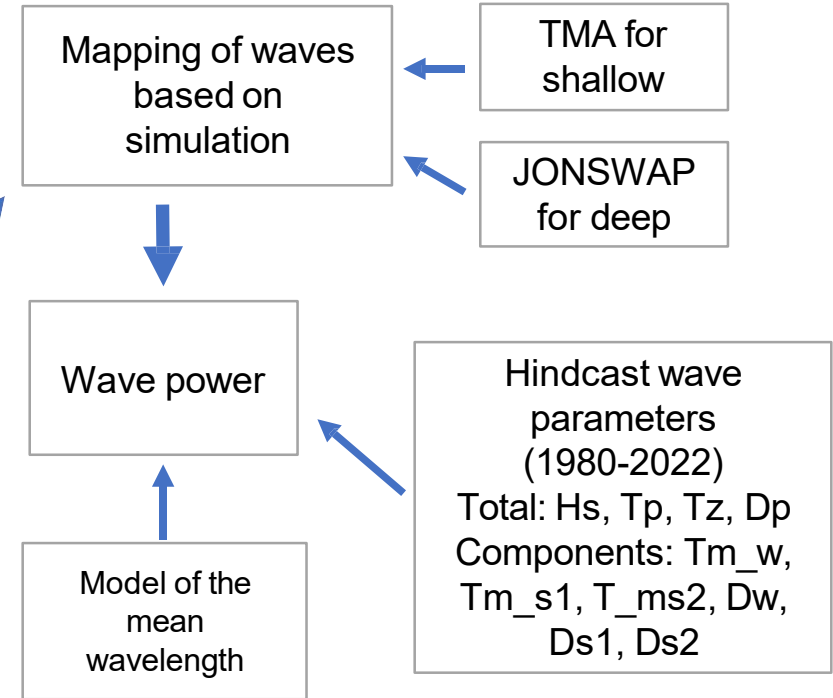 Mapping of waves
based on
simulation
TMA for
shallow
JONSWAP
for deep
Wave power
Hindcast wave
parameters
(1980-2022)
Total: Hs, Tp, Tz, Dp
Components: Tm_w,
Tm_s1, T_ms2, Dw,
Ds1, Ds2
Model of the
mean
wavelength